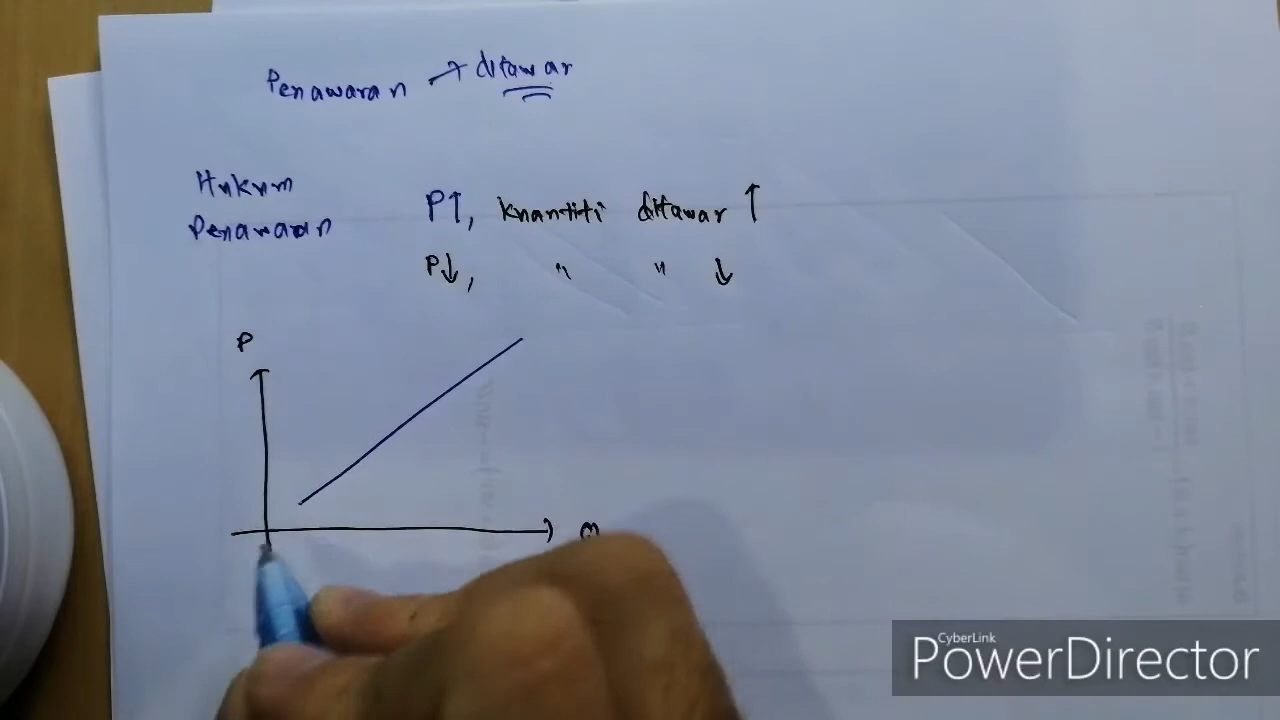 Penawaran → ditawar
Hukum
Penawaran
P↑, kuantiti ditawar ↑
P↓, " " ↓
P
CyberLink
PowerDirector